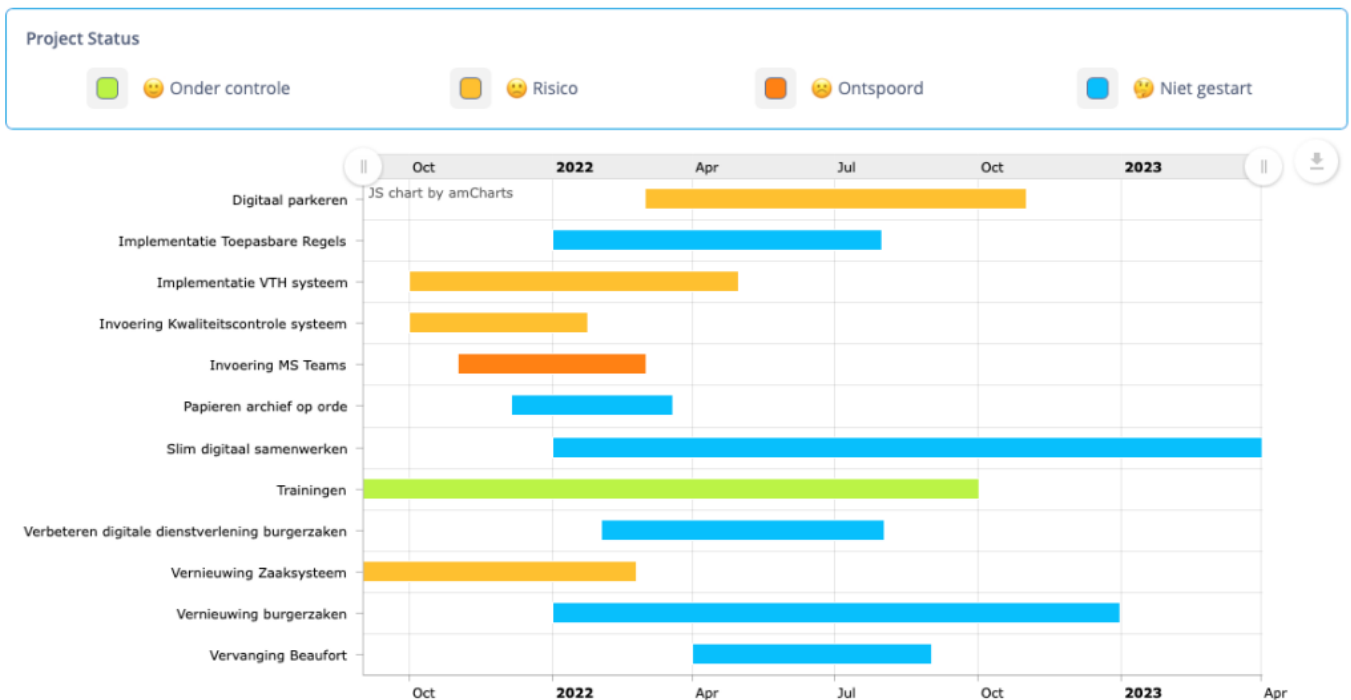 Project Status
🙂 Onder controle
🙁 Risico
☹️ Ontspoord
🤔 Niet gestart
Oct 2022 Apr Jul Oct 2023
JS chart by amCharts
Digitaal parkeren
Implementatie Toepasbare Regels
Implementatie VTH systeem
Invoering Kwaliteitscontrole systeem
Invoering MS Teams
Papieren archief op orde
Slim digitaal samenwerken
Trainingen
Verbeteren digitale dienstverlening burgerzaken
Vernieuwing Zaaksysteem
Vernieuwing burgerzaken
Vervanging Beaufort
Oct 2022 Apr Jul Oct 2023 Apr